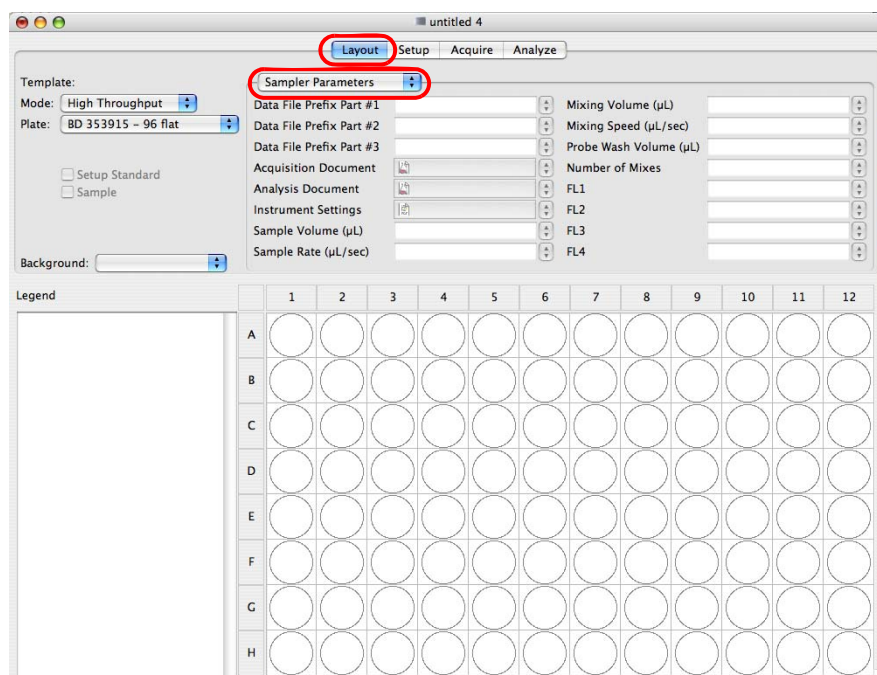 untitled 4
Layout Setup Acquire Analyze
Template:
Mode: High Throughput
Plate: BD 353915 – 96 flat
Setup Standard
Sample
Background:
Sampler Parameters
Data File Prefix Part #1
Data File Prefix Part #2
Data File Prefix Part #3
Acquisition Document
Analysis Document
Instrument Settings
Sample Volume (µL)
Sample Rate (µL/sec)
Mixing Volume (µL)
Mixing Speed (µL/sec)
Probe Wash Volume (µL)
Number of Mixes
FL1
FL2
FL3
FL4
Legend
1 2 3 4 5 6 7 8 9 10 11 12
A
B
C
D
E
F
G
H